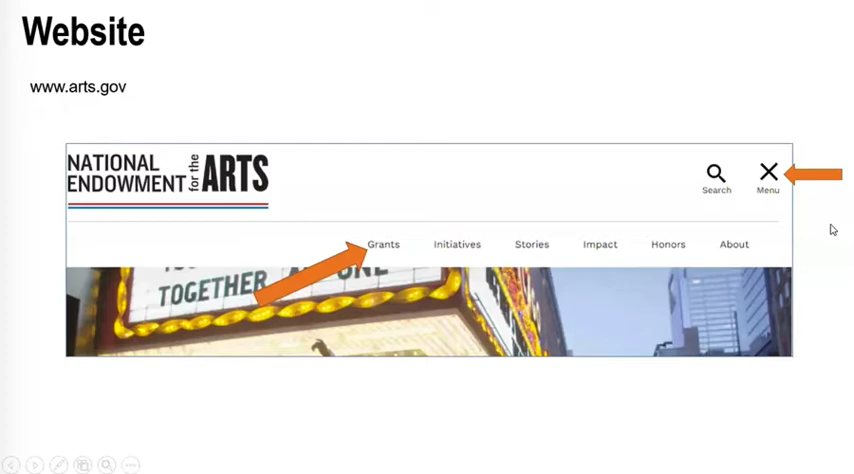 Website
www.arts.gov
NATIONAL
ENDOWMENT
for the
ARTS
Search
Menu
Grants
Initiatives
Stories
Impact
Honors
About
TOGETHER